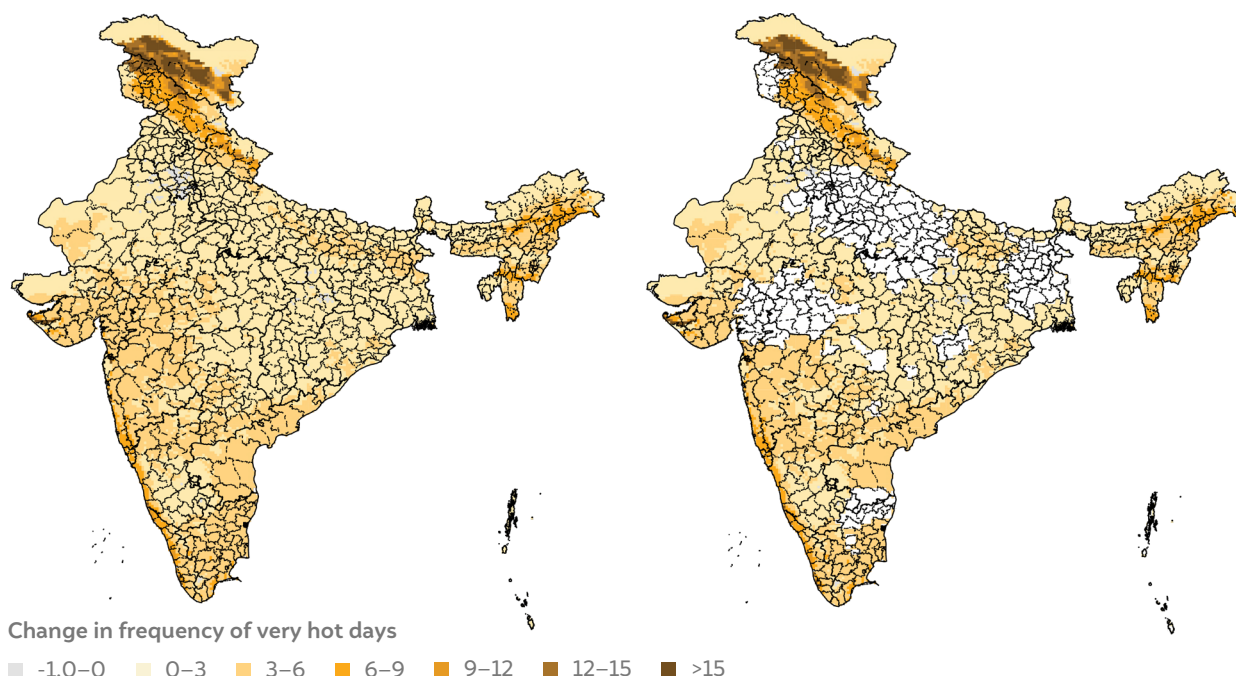 Change in frequency of very hot days
-1.0–0 0–3 3–6 6–9 9–12 12–15 >15